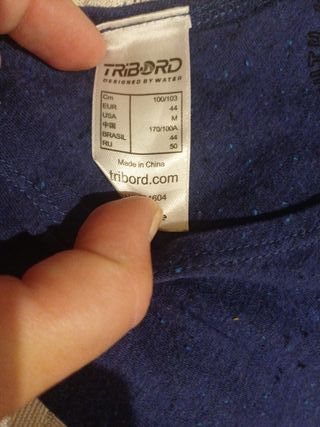 TRIBORD
DESIGNED BY WATER
Cm 100/103
EUR 44
USA M
中国 170/100A
BRASIL 44
RU 50
Made in China
tribord.com
604